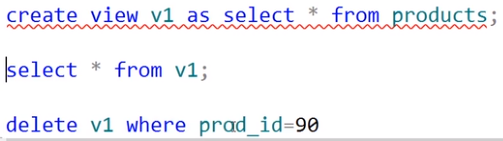 create view v1 as select * from products;
select * from v1;
delete v1 where prod_id=90